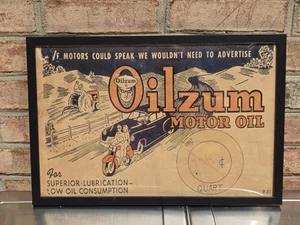 IF MOTORS COULD SPEAK WE WOULDN'T NEED TO ADVERTISE
Oilzum
MOTOR OIL
For
SUPERIOR LUBRICATION-
LOW OIL CONSUMPTION
¢
QUART